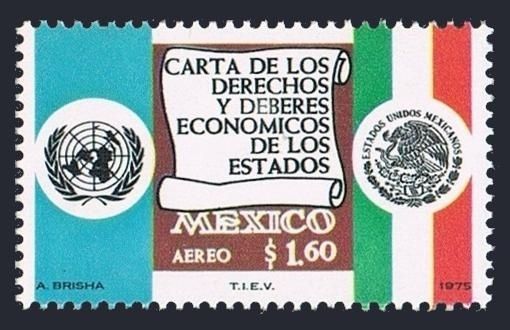 CARTA DE LOS
DERECHOS
Y DEBERES
ECONOMICOS
DE LOS
ESTADOS
ESTADOS UNIDOS MEXICANOS
MEXICO
AEREO $1.60
A. BRISHA T.I.E.V. 1975